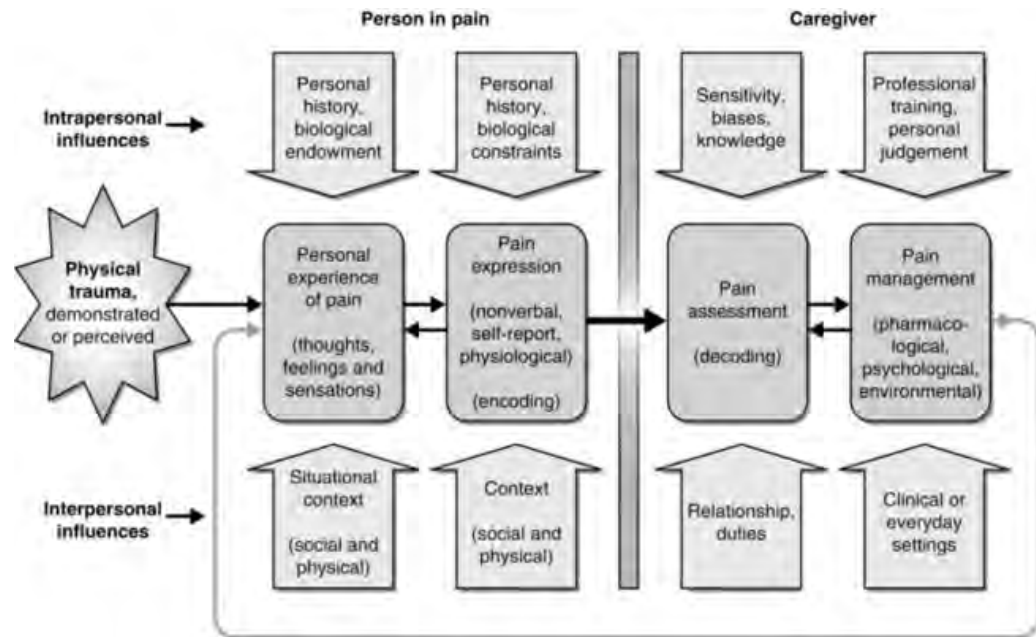 Person in pain
Caregiver
Intrapersonal
influences
Personal
history,
biological
endowment
Personal
history,
biological
constraints
Sensitivity,
biases,
knowledge
Professional
training,
personal
judgement
Physical
trauma,
demonstrated
or perceived
Personal
experience
of pain
(thoughts,
feelings and
sensations)
Pain
expression
(nonverbal,
self-report,
physiological)
(encoding)
Pain
assessment
(decoding)
Pain
management
(pharmaco-
logical,
psychological,
environmental)
Interpersonal
influences
Situational
context
(social and
physical)
Context
(social and
physical)
Relationship,
duties
Clinical or
everyday
settings